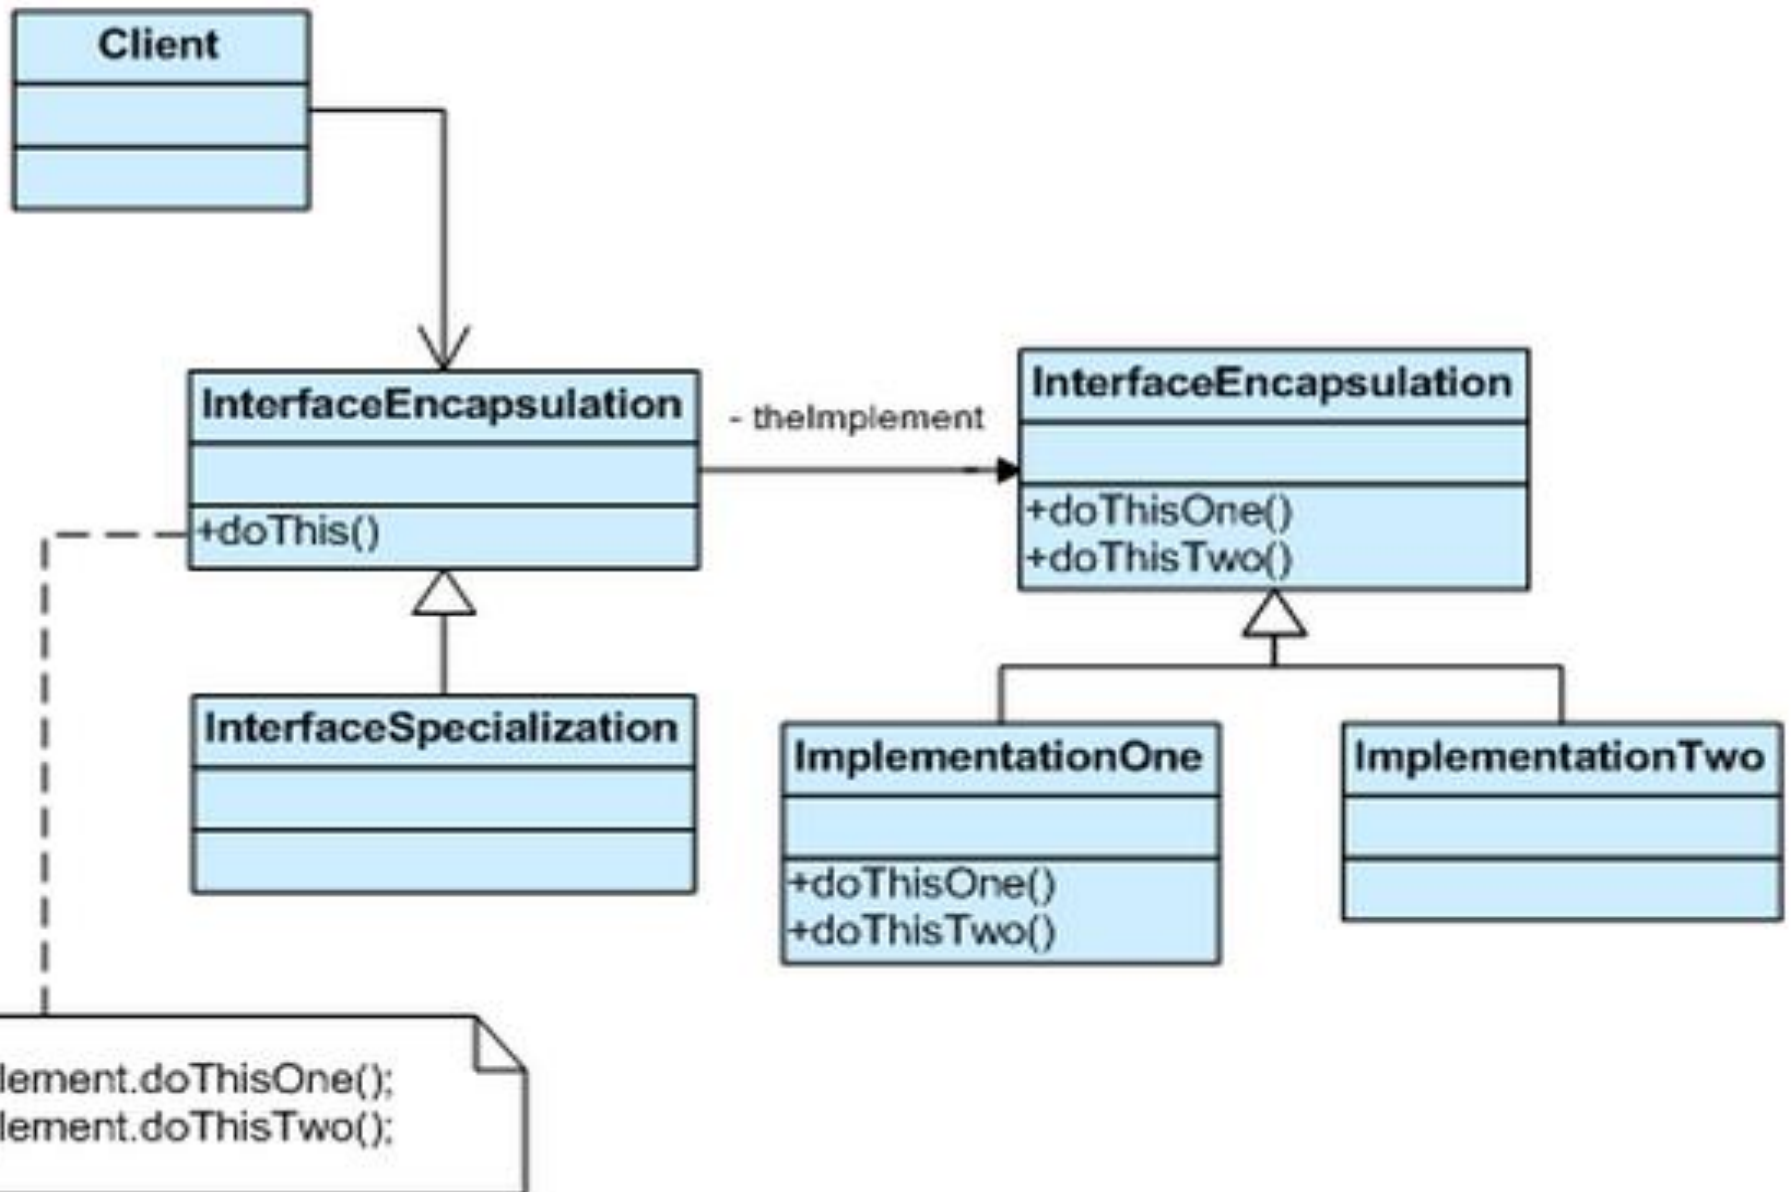 Client
InterfaceEncapsulation
+doThis()
- theImplement
InterfaceEncapsulation
+doThisOne()
+doThisTwo()
InterfaceSpecialization
ImplementationOne
+doThisOne()
+doThisTwo()
ImplementationTwo
lement.doThisOne();
lement.doThisTwo();